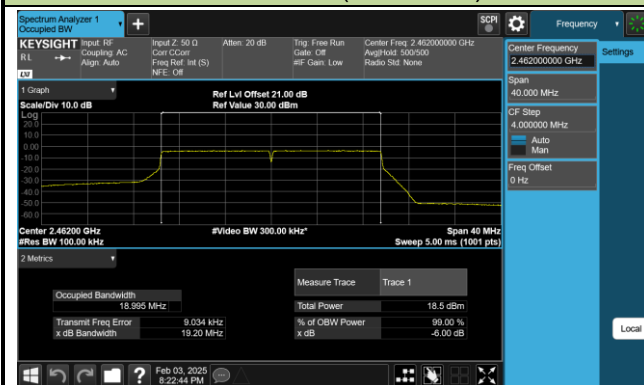 Spectrum Analyzer 1
Occupied BW
SCPI
Frequency
KEYSIGHT
Input: RF
Coupling: AC
Align: Auto
Input Z: 50 Ω
Corr CCorr
Freq Ref: Int (S)
NFE: Off
Atten: 20 dB
Trig: Free Run
Gate: Off
#IF Gain: Low
Center Freq: 2.462000000 GHz
Avg|Hold: 500/500
Radio Std: None
RL
LXI
Center Frequency
2.462000000 GHz
Settings
Span
40.000 MHz
CF Step
4.000000 MHz
Auto
Man
Freq Offset
0 Hz
1 Graph
Scale/Div 10.0 dB
Ref Lvl Offset 21.00 dB
Ref Value 30.00 dBm
Log
20.0
10.0
0.00
-10.0
-20.0
-30.0
-40.0
-50.0
-60.0
Center 2.46200 GHz
#Res BW 100.00 kHz
#Video BW 300.00 kHz*
Span 40 MHz
Sweep 5.00 ms (1001 pts)
2 Metrics
Measure Trace
Trace 1
Occupied Bandwidth
18.995 MHz
Total Power
18.5 dBm
Transmit Freq Error
9.034 kHz
% of OBW Power
99.00 %
x dB Bandwidth
19.20 MHz
x dB
-6.00 dB
Local
?
Feb 03, 2025
8:22:44 PM